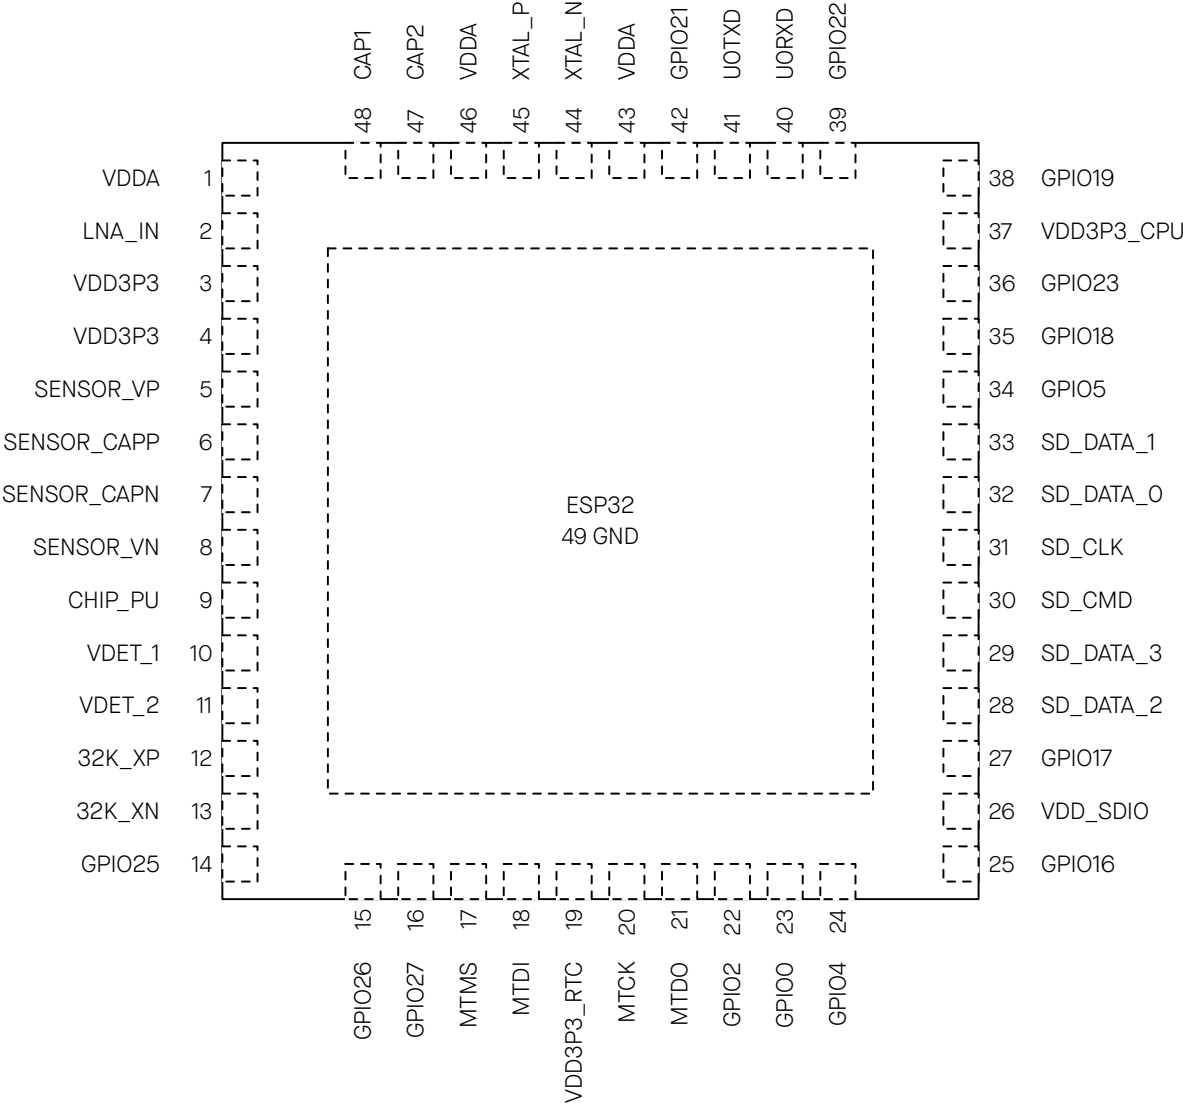 CAP1 48
CAP2 47
VDDA 46
XTAL_P 45
XTAL_N 44
VDDA 43
GPIO21 42
U0TXD 41
U0RXD 40
GPIO22 39
VDDA 1
LNA_IN 2
VDD3P3 3
VDD3P3 4
SENSOR_VP 5
SENSOR_CAPP 6
SENSOR_CAPN 7
SENSOR_VN 8
CHIP_PU 9
VDET_1 10
VDET_2 11
32K_XP 12
32K_XN 13
GPIO25 14
ESP32
49 GND
38 GPIO19
37 VDD3P3_CPU
36 GPIO23
35 GPIO18
34 GPIO5
33 SD_DATA_1
32 SD_DATA_0
31 SD_CLK
30 SD_CMD
29 SD_DATA_3
28 SD_DATA_2
27 GPIO17
26 VDD_SDIO
25 GPIO16
15 GPIO26
16 GPIO27
17 MTMS
18 MTDI
19 VDD3P3_RTC
20 MTCK
21 MTDO
22 GPIO2
23 GPIO0
24 GPIO4